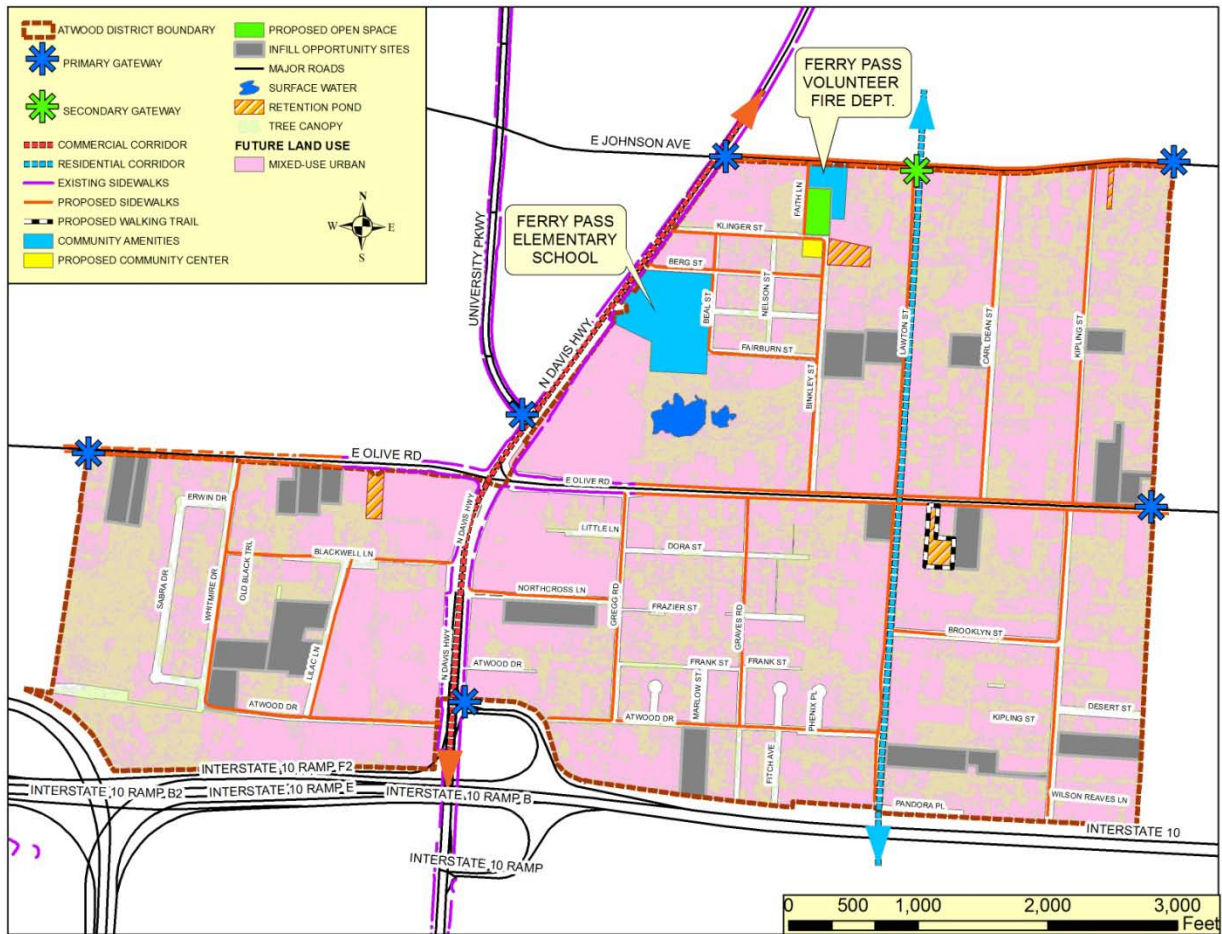 ATWOOD DISTRICT BOUNDARY
PRIMARY GATEWAY
SECONDARY GATEWAY
COMMERCIAL CORRIDOR
RESIDENTIAL CORRIDOR
EXISTING SIDEWALKS
PROPOSED SIDEWALKS
PROPOSED WALKING TRAIL
COMMUNITY AMENITIES
PROPOSED COMMUNITY CENTER
PROPOSED OPEN SPACE
INFILL OPPORTUNITY SITES
MAJOR ROADS
SURFACE WATER
RETENTION POND
TREE CANOPY
FUTURE LAND USE
MIXED-USE URBAN
N
W E
S
FERRY PASS
VOLUNTEER
FIRE DEPT.
E JOHNSON AVE
FAITH LN
FERRY PASS
ELEMENTARY
SCHOOL
KLINGER ST
BERG ST
UNIVERSITY PKWY
N DAVIS HWY.
BEAL ST
NELSON ST
FAIRBURN ST
BINKLEY ST
LAWTON ST
CARL DEAN ST
KIPLING ST
E OLIVE RD
E OLIVE RD
ERWIN DR
SABRA DR
WHITMIRE DR
OLD BLACK TRL
BLACKWELL LN
LILAC LN
ATWOOD DR
N DAVIS HWY
N DAVIS HWY
LITTLE LN
DORA ST
NORTHCROSS LN
GREGG RD
FRAZIER ST
GRAVES RD
ATWOOD DR
FRANK ST
FRANK ST
MARLOW ST
PHENIX PL
ATWOOD DR
FITCH AVE
BROOKLYN ST
KIPLING ST
DESERT ST
PANDORA PL
WILSON REAVES LN
INTERSTATE 10 RAMP F2
INTERSTATE 10 RAMP B2
INTERSTATE 10 RAMP E
INTERSTATE 10 RAMP B
INTERSTATE 10
INTERSTATE 10 RAMP
0 500 1,000 2,000 3,000
Feet